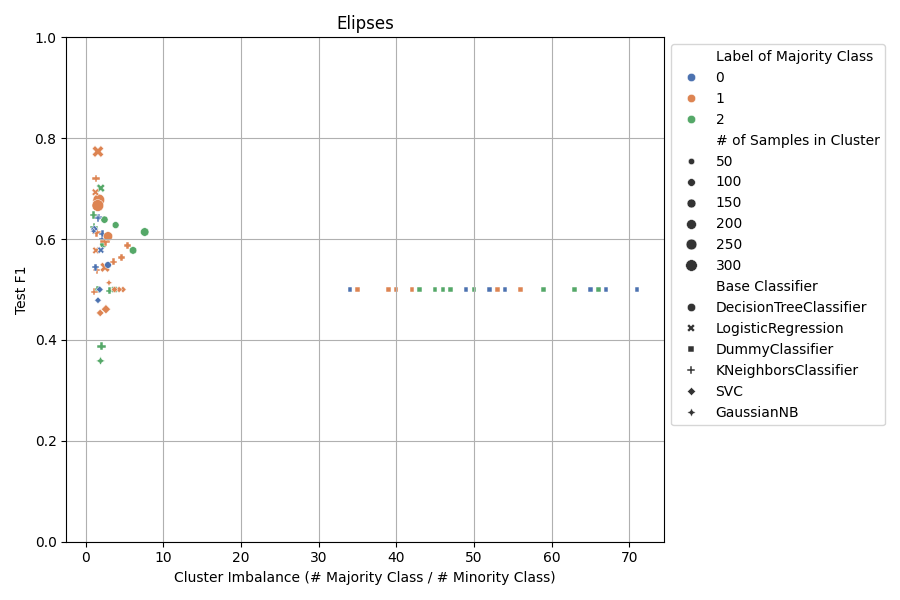 Elipses
1.0
0.8
0.6
0.4
0.2
0.0
Test F1
0 10 20 30 40 50 60 70
Cluster Imbalance (# Majority Class / # Minority Class)
Label of Majority Class
0
1
2
# of Samples in Cluster
50
100
150
200
250
300
Base Classifier
DecisionTreeClassifier
LogisticRegression
DummyClassifier
KNeighborsClassifier
SVC
GaussianNB